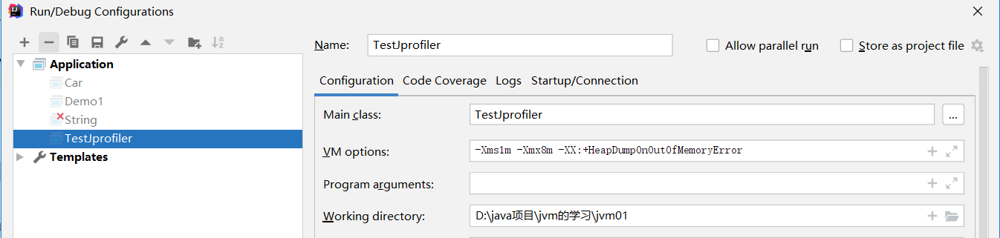 Run/Debug Configurations
Name: TestJprofiler Allow parallel run Store as project file
Application
Car
Demo1
String
TestJprofiler
Templates
Configuration Code Coverage Logs Startup/Connection
Main class: TestJprofiler ...
VM options: -Xms1m -Xmx8m -XX:+HeapDumpOnOutOfMemoryError
Program arguments:
Working directory: D:\java项目\jvm的学习\jvm01